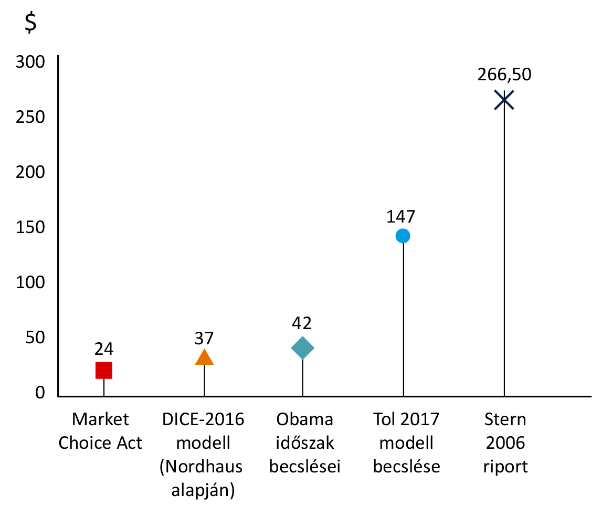 $
300
250
200
150
100
50
0
24
37
42
147
266,50
Market
Choice Act
DICE-2016
modell
(Nordhaus
alapján)
Obama
időszak
becslései
Tol 2017
modell
becslése
Stern
2006
riport